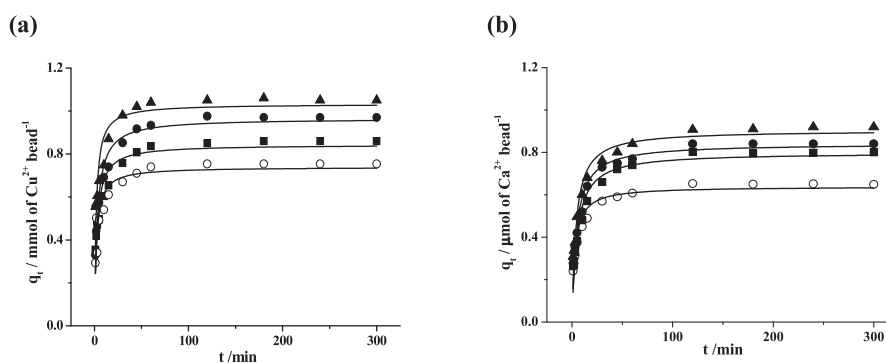 (a)
1.2
0.8
0.4
0.0
q_t / mmol of Cu²⁺ bead⁻¹
0 100 200 300
t /min
(b)
1.2
0.8
0.4
0.0
q_t / μmol of Ca²⁺ bead⁻¹
0 100 200 300
t /min